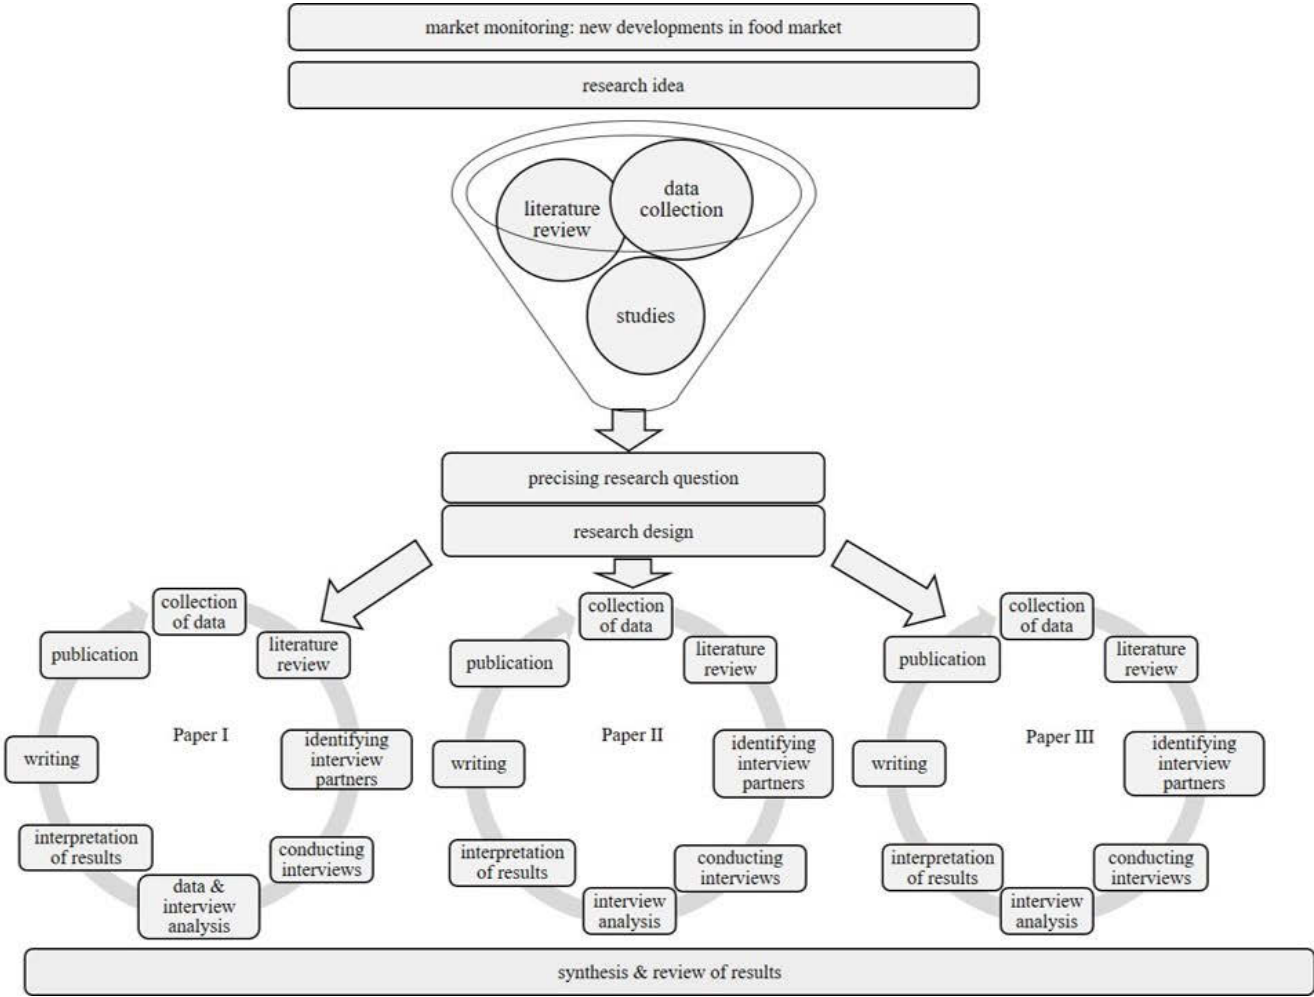 market monitoring: new developments in food market
research idea
literature
review
data
collection
studies
precising research question
research design
collection
of data
literature
review
identifying
interview
partners
conducting
interviews
data &
interview
analysis
interpretation
of results
writing
publication
Paper I
collection
of data
literature
review
identifying
interview
partners
conducting
interviews
interview
analysis
interpretation
of results
writing
publication
Paper II
collection
of data
literature
review
identifying
interview
partners
conducting
interviews
interview
analysis
interpretation
of results
writing
publication
Paper III
synthesis & review of results